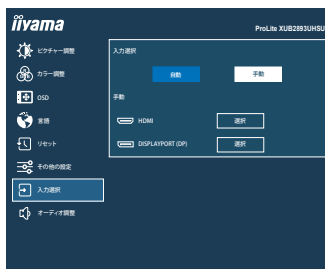 iiyama
ProLite XUB2893UHSU
ピクチャー調整
カラー調整
OSD
言語
リセット
その他の設定
入力選択
オーディオ調整
入力選択
自動
手動
手動
HDMI
選択
DISPLAYPORT (DP)
選択